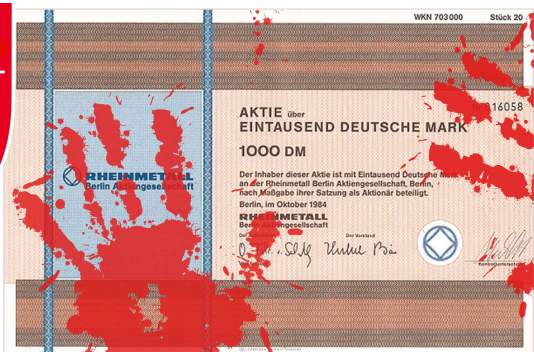 WKN 703000 Stück 20
016058
AKTIE über
EINTAUSEND DEUTSCHE MARK
1000 DM
Der Inhaber dieser Aktie ist mit Eintausend Deutsche Mark
an der Rheinmetall Berlin Aktiengesellschaft, Berlin,
nach Maßgabe ihrer Satzung als Aktionär beteiligt.
Berlin, im Oktober 1984
RHEINMETALL
Berlin Aktiengesellschaft
Der Vorstand
RHEINMETALL
Berlin Aktiengesellschaft
Kontrollunterschrift